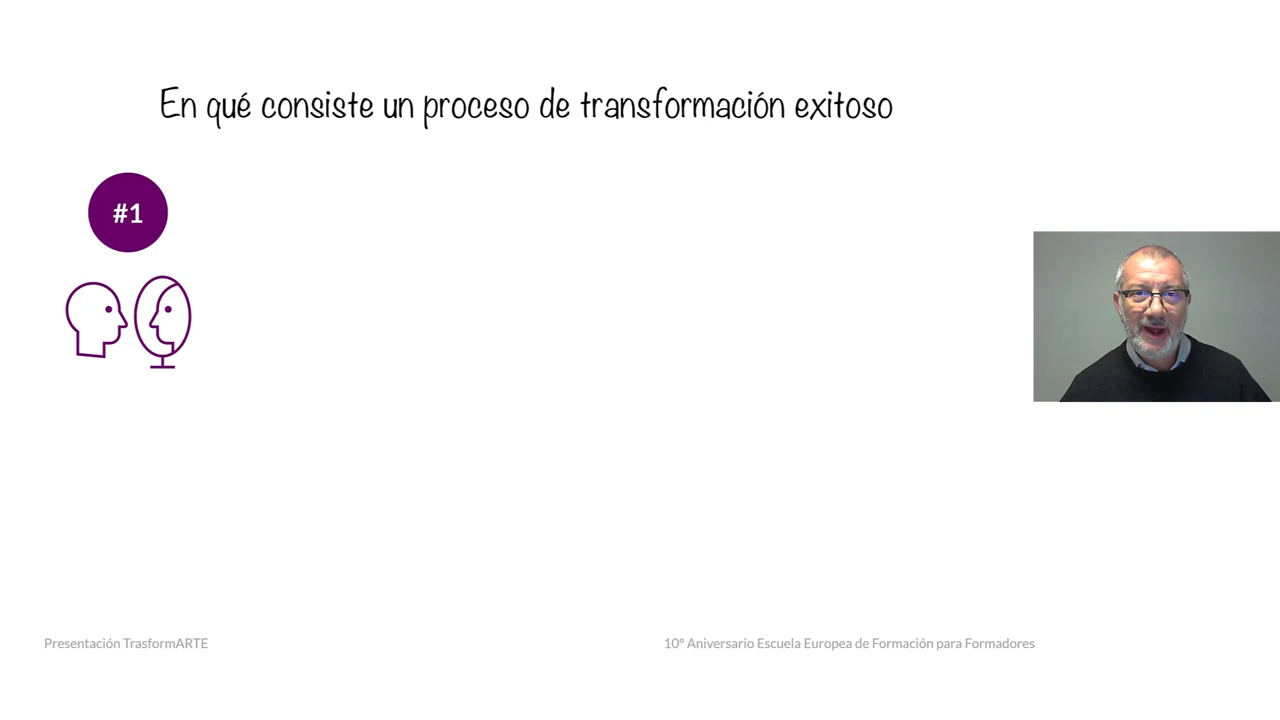 En qué consiste un proceso de transformación exitoso
#1
Presentación TrasformARTE
10º Aniversario Escuela Europea de Formación para Formadores